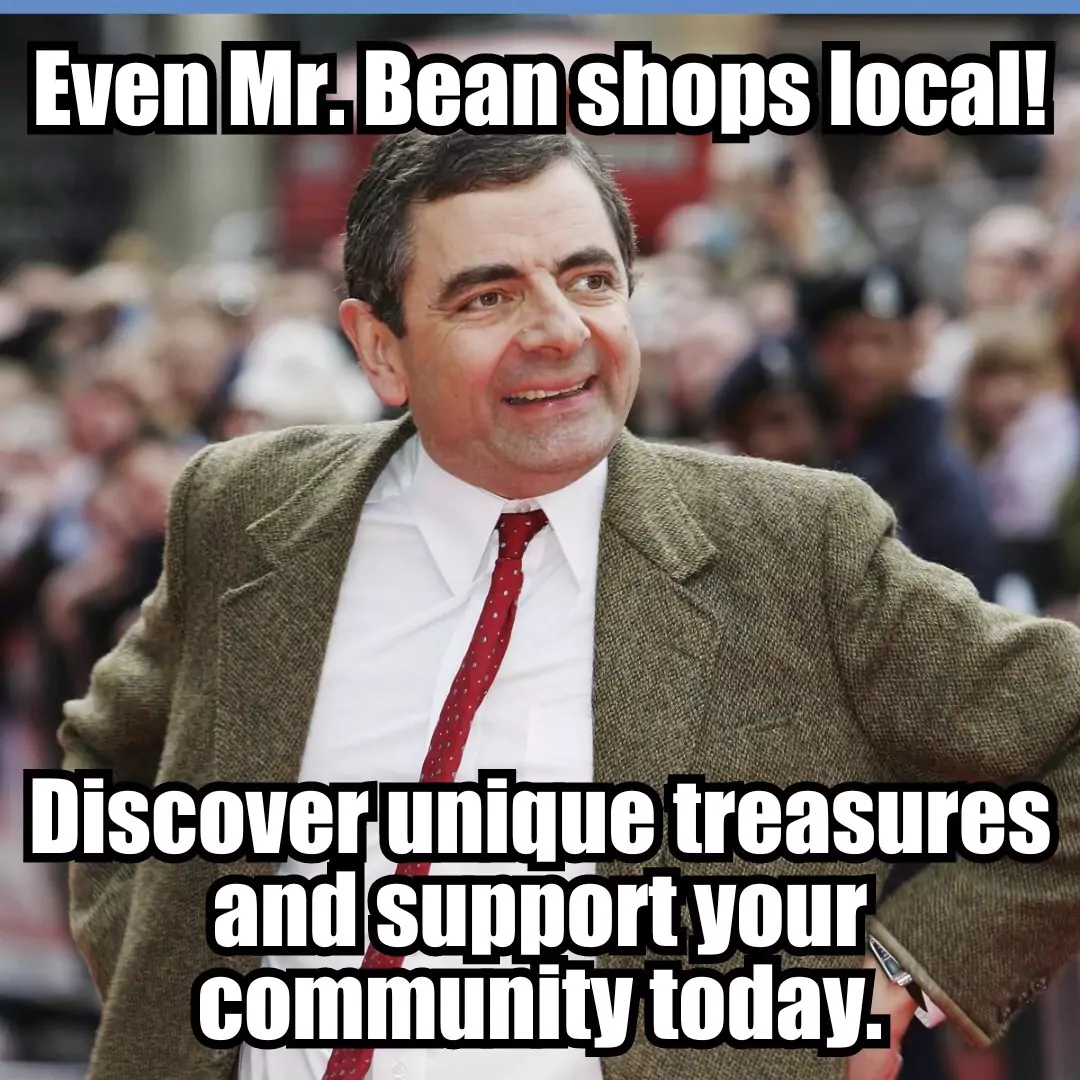 Even Mr. Bean shops local!
Discover unique treasures
and support your
community today.